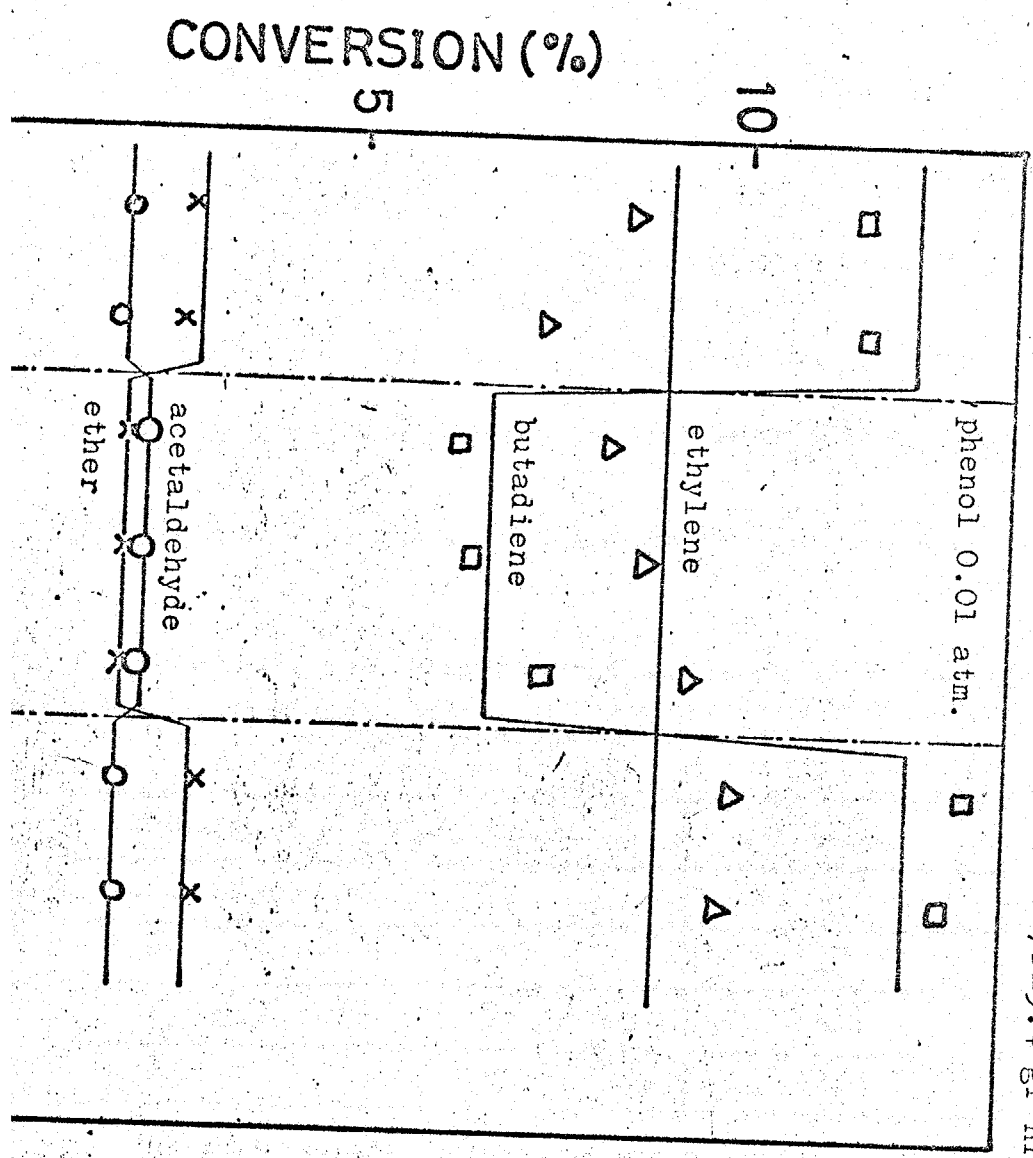 CONVERSION (%)
5
10
phenol 0.01 atm.
ethylene
butadiene
acetaldehyde
ether